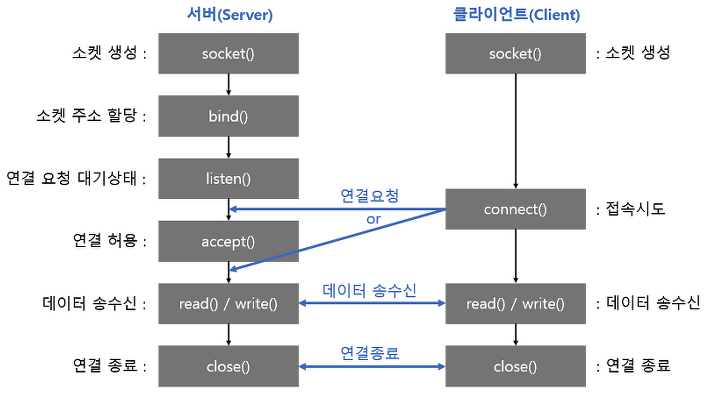 서버(Server)
클라이언트(Client)
소켓 생성 :
socket()
socket()
: 소켓 생성
소켓 주소 할당 :
bind()
연결 요청 대기상태 :
listen()
연결요청
or
connect()
: 접속시도
연결 허용 :
accept()
데이터 송수신 :
read() / write()
데이터 송수신
read() / write()
: 데이터 송수신
연결 종료 :
close()
연결종료
close()
: 연결 종료